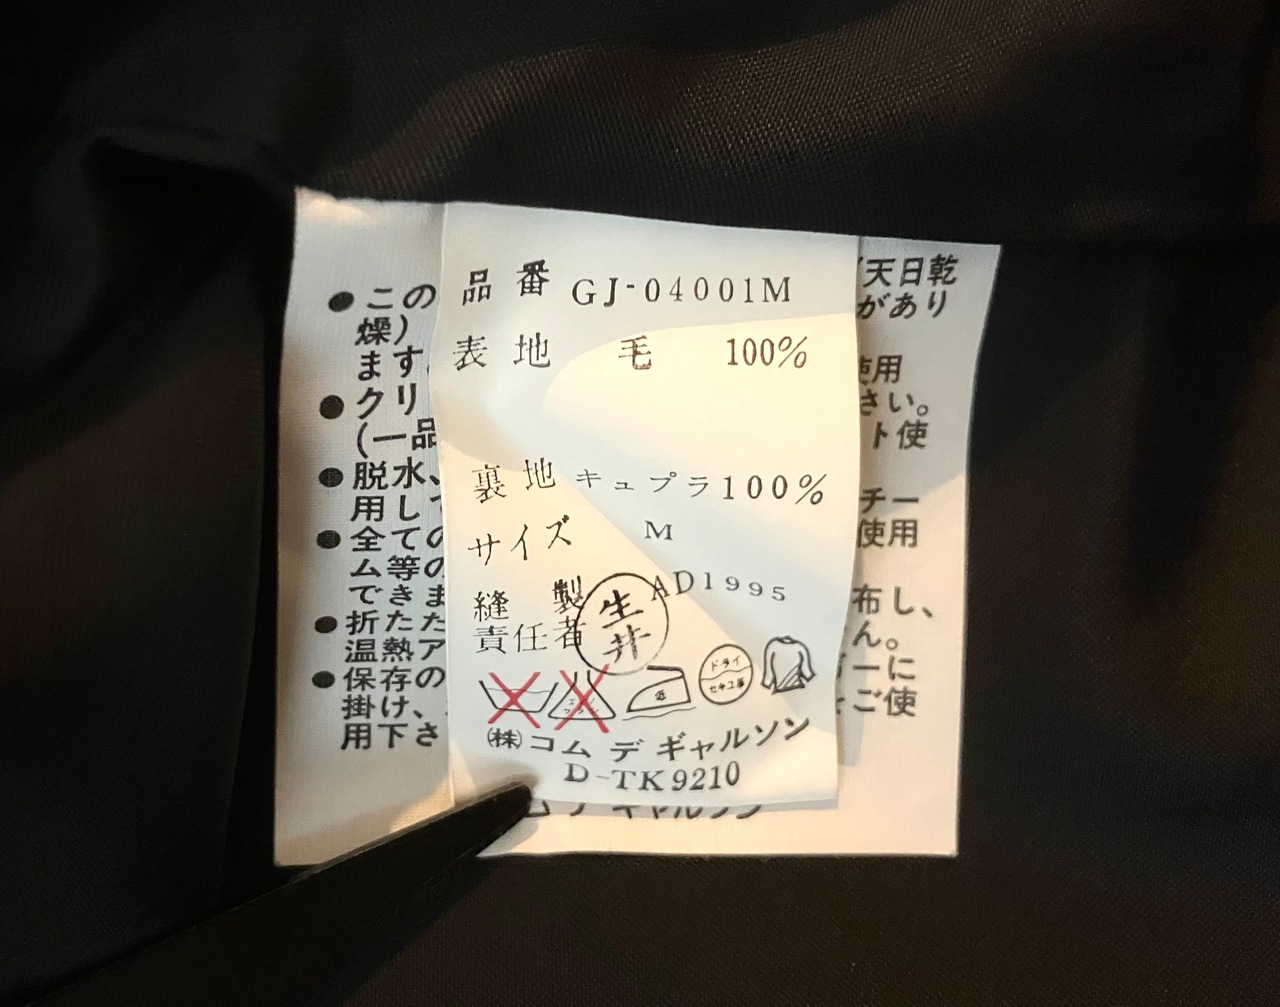 品番 GJ-04001M
表地 毛 100%
裏地 キュプラ100%
サイズ M
縫製 AD1995
責任者 生井
ドライ
セキユ系
㈱コム デ ギャルソン
D-TK9210
●この
燥)
ます
●クリ
(一品
●脱水、
用し
●全ての
ム等の
できま
●折たた
温熱ア
●保存の
掛け、
用下さ
天日乾
があり
使用
さい。
ト使
チー
使用
布し、
ん。
ーに
ご使